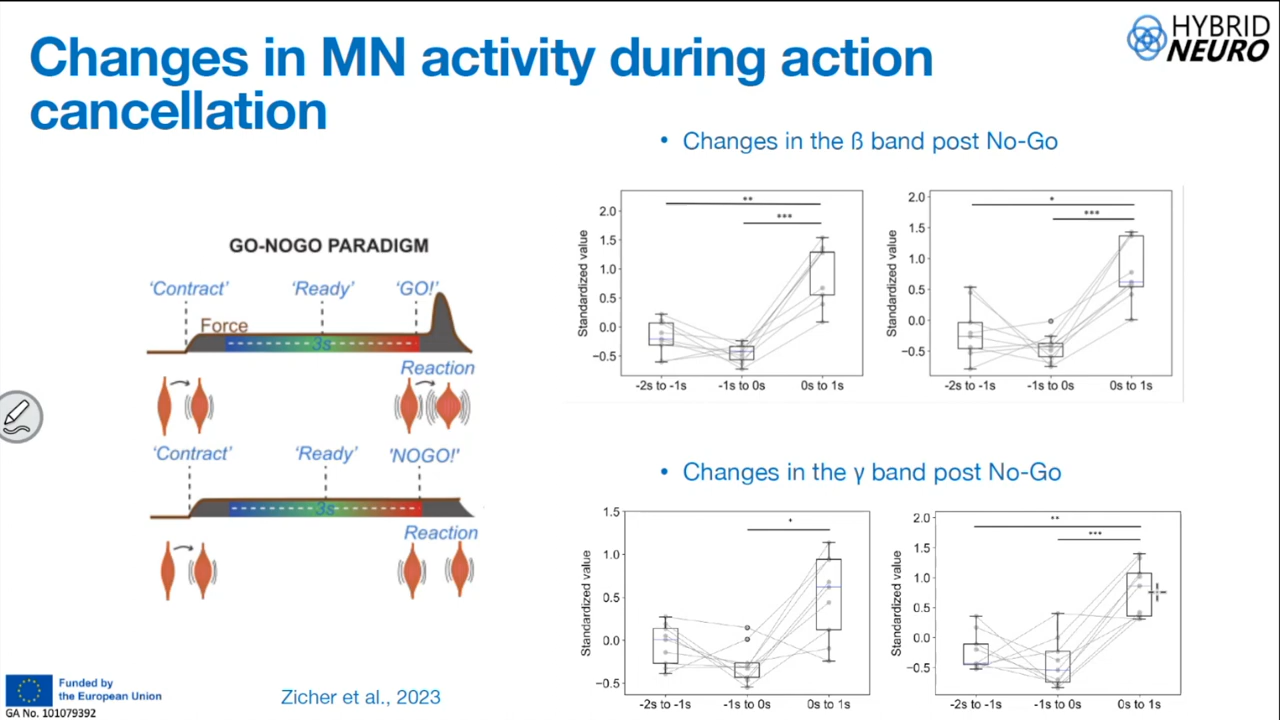 Changes in MN activity during action
cancellation
HYBRID
NEURO
• Changes in the ß band post No-Go
GO-NOGO PARADIGM
‘Contract’ ‘Ready’ ‘GO!’
Force
3s
Reaction
‘Contract’ ‘Ready’ 'NOGO!'
3s
Reaction
Standardized value
2.0
1.5
1.0
0.5
0.0
−0.5
** 
***
-2s to -1s -1s to 0s 0s to 1s
Standardized value
2.0
1.5
1.0
0.5
0.0
−0.5
*
***
-2s to -1s -1s to 0s 0s to 1s
• Changes in the γ band post No-Go
Standardized value
1.5
1.0
0.5
0.0
−0.5
*
-2s to -1s -1s to 0s 0s to 1s
Standardized value
2.0
1.5
1.0
0.5
0.0
−0.5
**
***
-2s to -1s -1s to 0s 0s to 1s
Funded by
the European Union
GA No. 101079392
Zicher et al., 2023